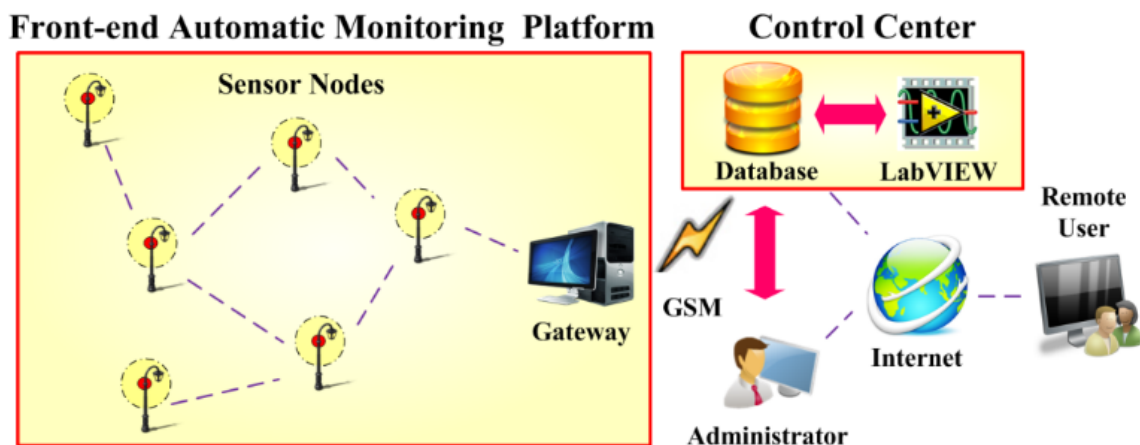 Front-end Automatic Monitoring Platform
Sensor Nodes
Gateway
Control Center
Database
LabVIEW
GSM
Administrator
Internet
Remote
User